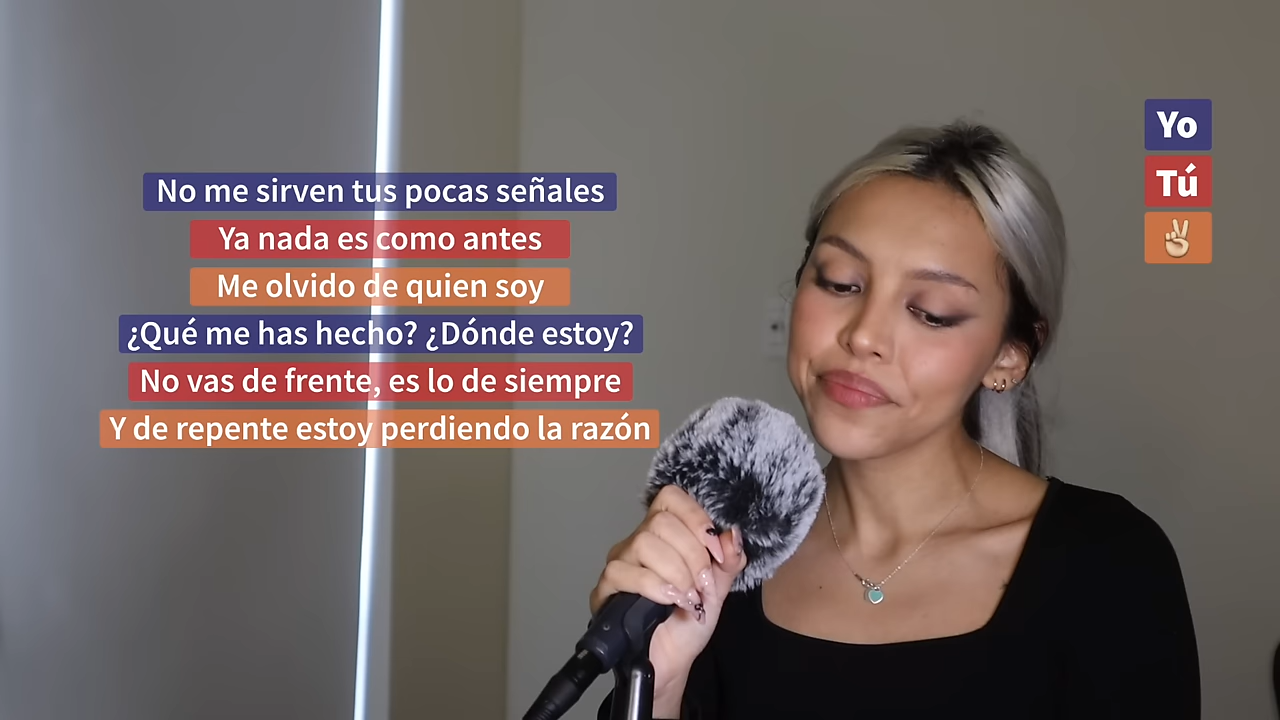 No me sirven tus pocas señales
Ya nada es como antes
Me olvido de quien soy
¿Qué me has hecho? ¿Dónde estoy?
No vas de frente, es lo de siempre
Y de repente estoy perdiendo la razón
Yo
Tú
✌🏼